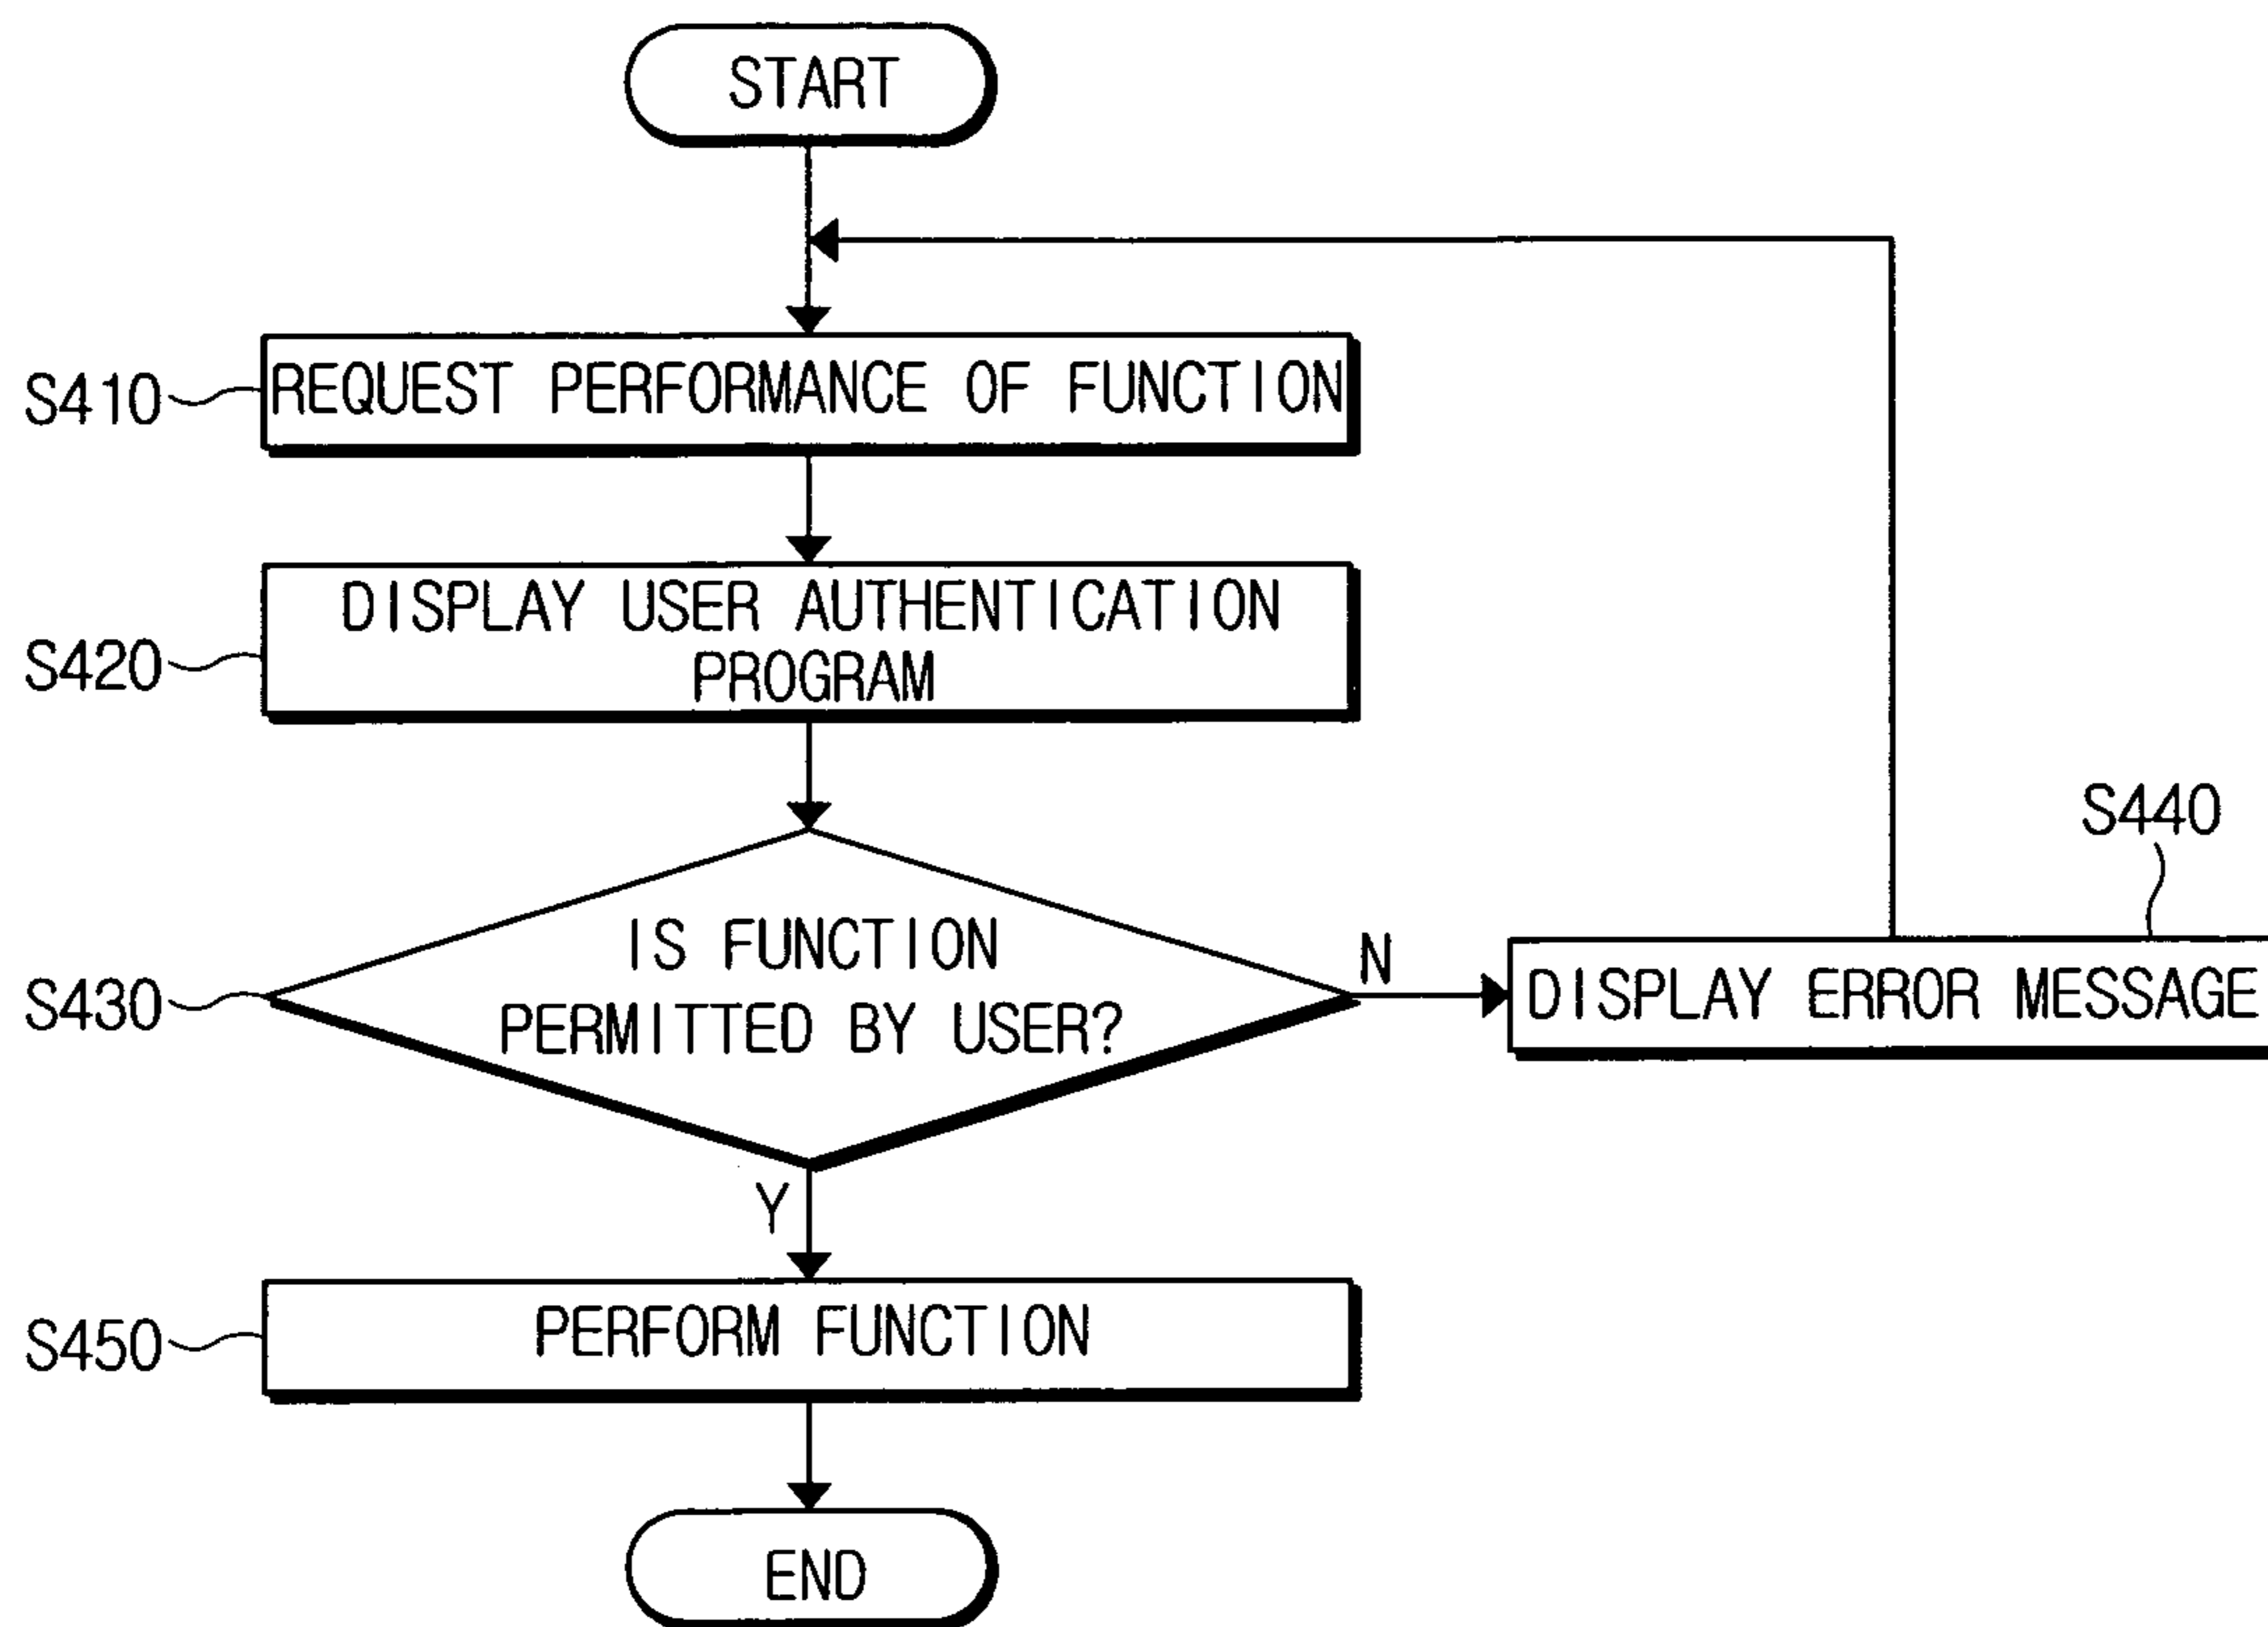 START
S410
REQUEST PERFORMANCE OF FUNCTION
S420
DISPLAY USER AUTHENTICATION
PROGRAM
S430
IS FUNCTION
PERMITTED BY USER?
N
S440
DISPLAY ERROR MESSAGE
Y
S450
PERFORM FUNCTION
END